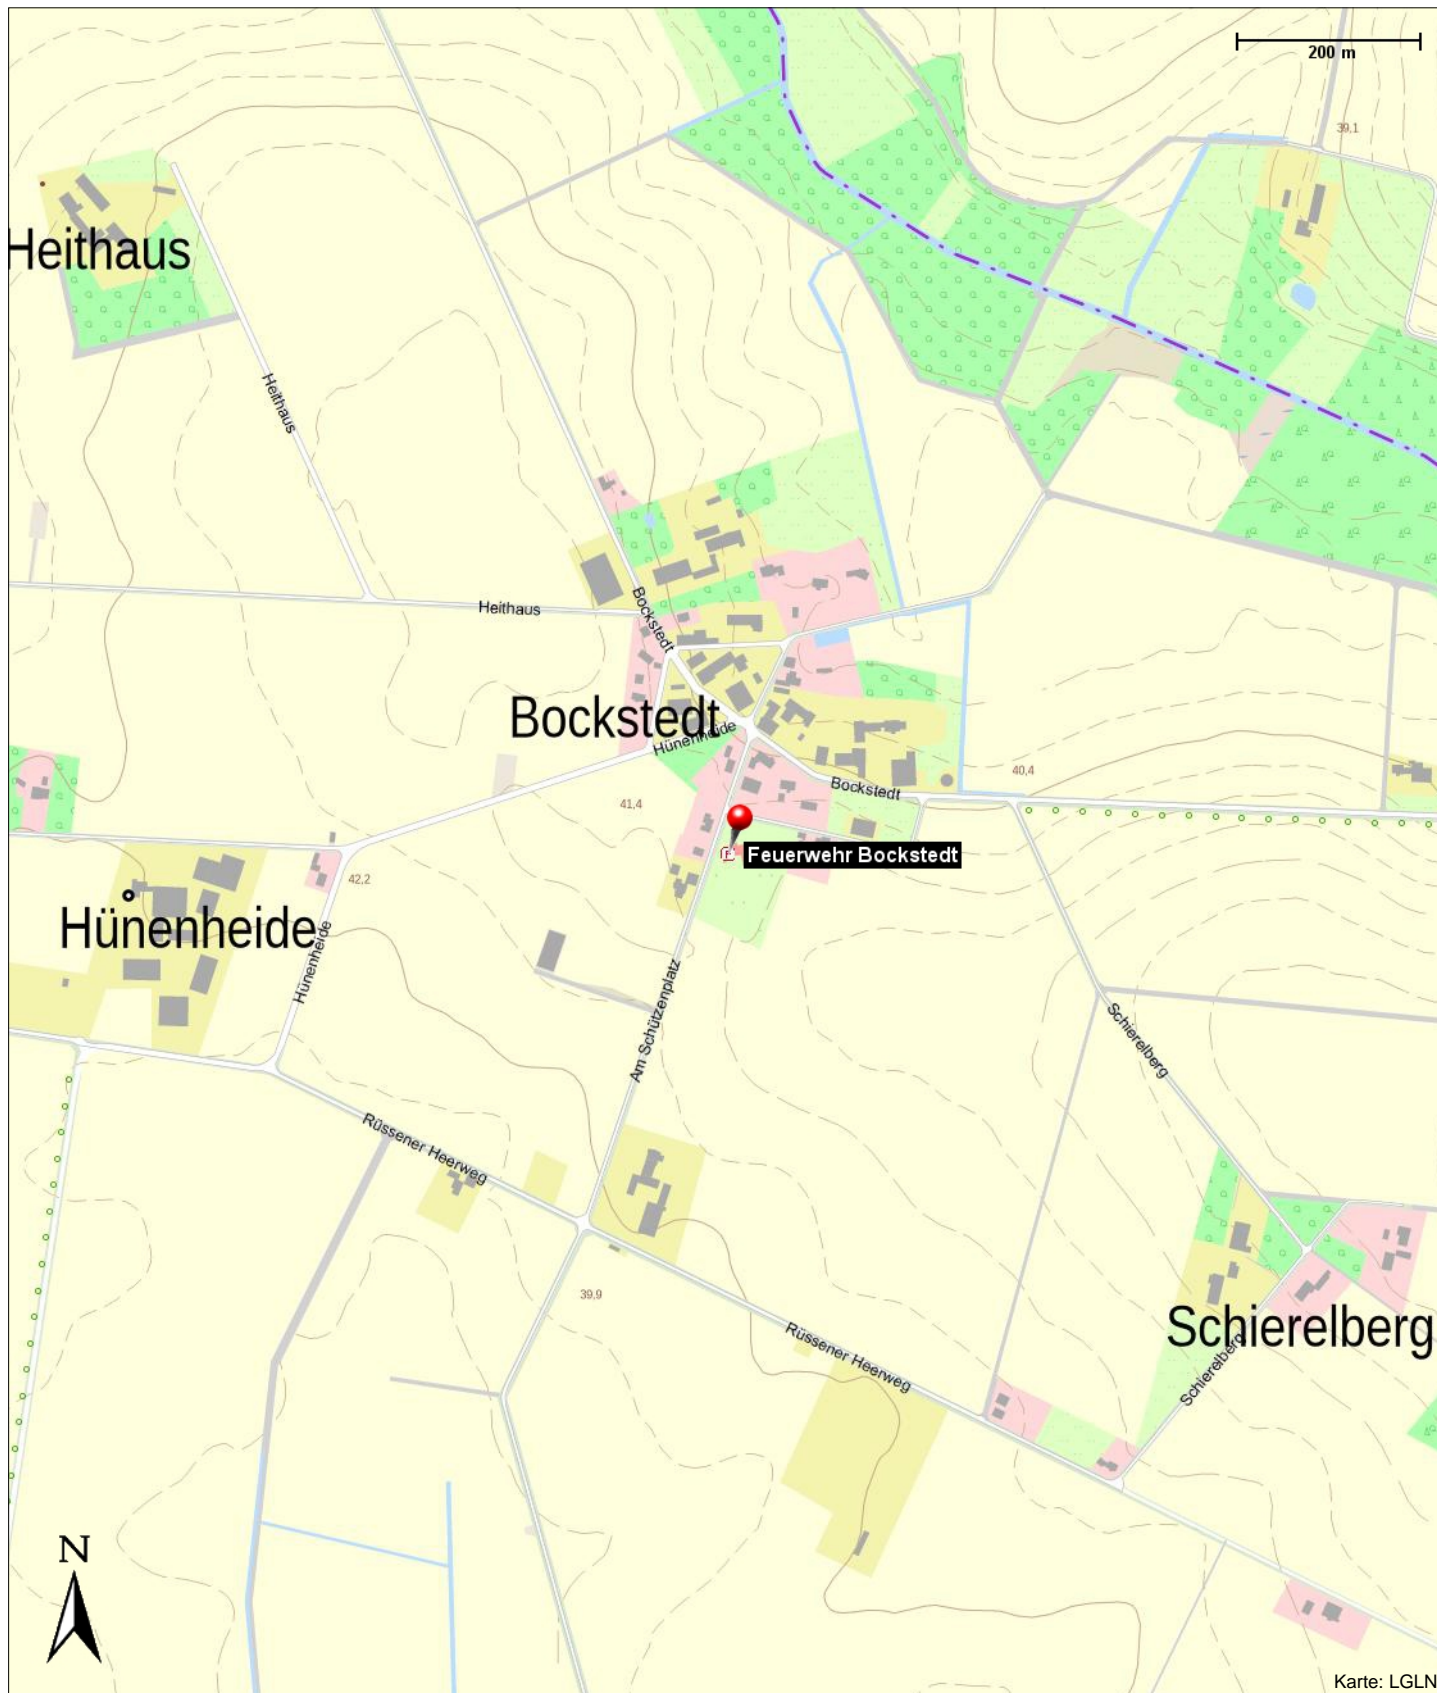 200 m
39,1
Heithaus
Heithaus
Heithaus
Bockstedt
Bockstedt
Hünenheide
40,4
Bockstedt
41,4
Feuerwehr Bockstedt
42,2
Hünenheide
Hünenheide
Am Schützenplatz
Schierelberg
Rüssener Heerweg
39,9
Schierelberg
Rüssener Heerweg
Schierelberg
N
Karte: LGLN